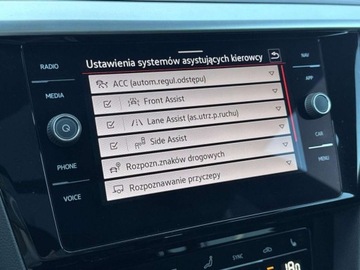 Ustawienia systemów asystujących kierowcy
RADIO
MEDIA
PHONE
VOICE
ACC (autom.regul.odstępu)
Front Assist
Lane Assist (as.utrz.p.ruchu)
Side Assist
Rozpozn.znaków drogowych
Rozpoznawanie przyczepy
NAV
APP
CAR
MENU